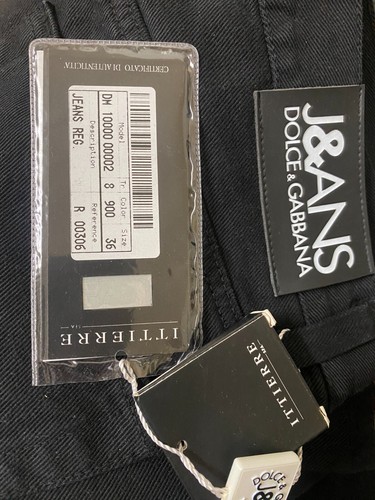 CERTIFICATO DI AUTENTICITA'
Model Tr. Color Size
DM 10000 00002 8 900 36
Description Reference
JEANS REG. R 00306
ITTIERRE
J&ANS
DOLCE & GABBANA
ITTIERRE
DOLCE &
J&